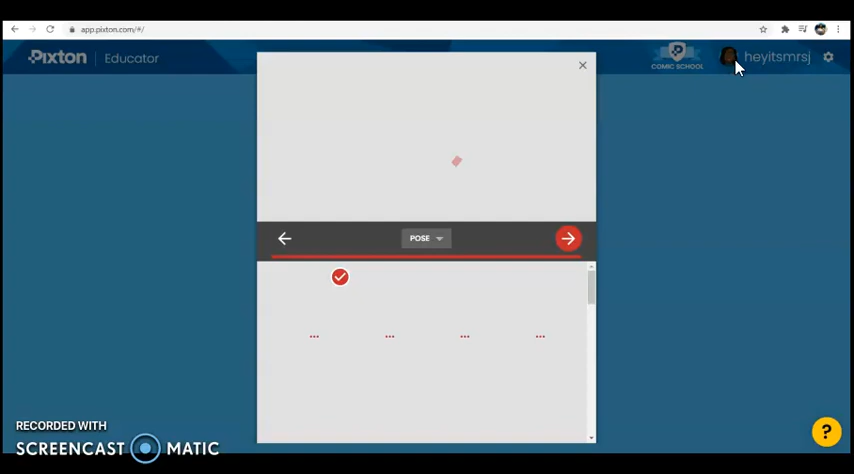 app.pixton.com/#/
Pixton | Educator
COMIC SCHOOL
heyitsmrsj
POSE
...
...
...
...
?
RECORDED WITH
SCREENCAST MATIC